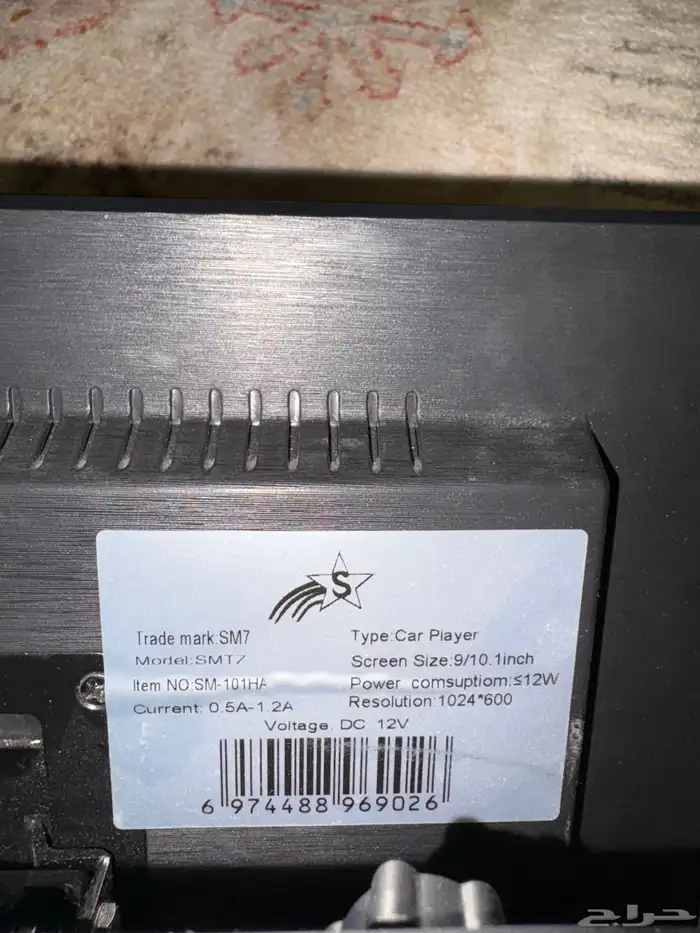 S
Trade mark:SM7
Type:Car Player
Model:SMT7
Screen Size:9/10.1inch
Item NO:SM-101HA
Power comsuptiom:≤12W
Current: 0.5A-1.2A
Resolution:1024*600
Voltage: DC 12V
6 974488 969026
حراج